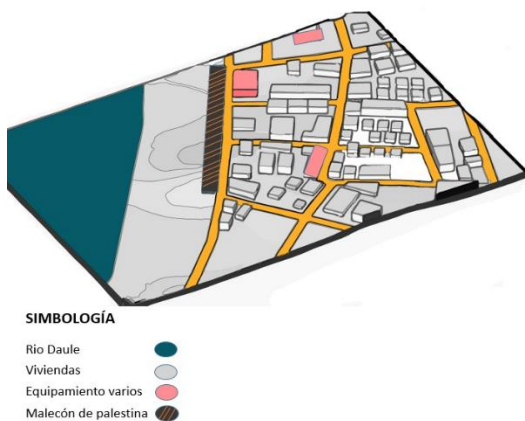 SIMBOLOGÍA
Rio Daule
Viviendas
Equipamiento varios
Malecón de palestina